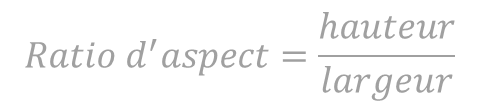 Ratio d'aspect = hauteur
largeur